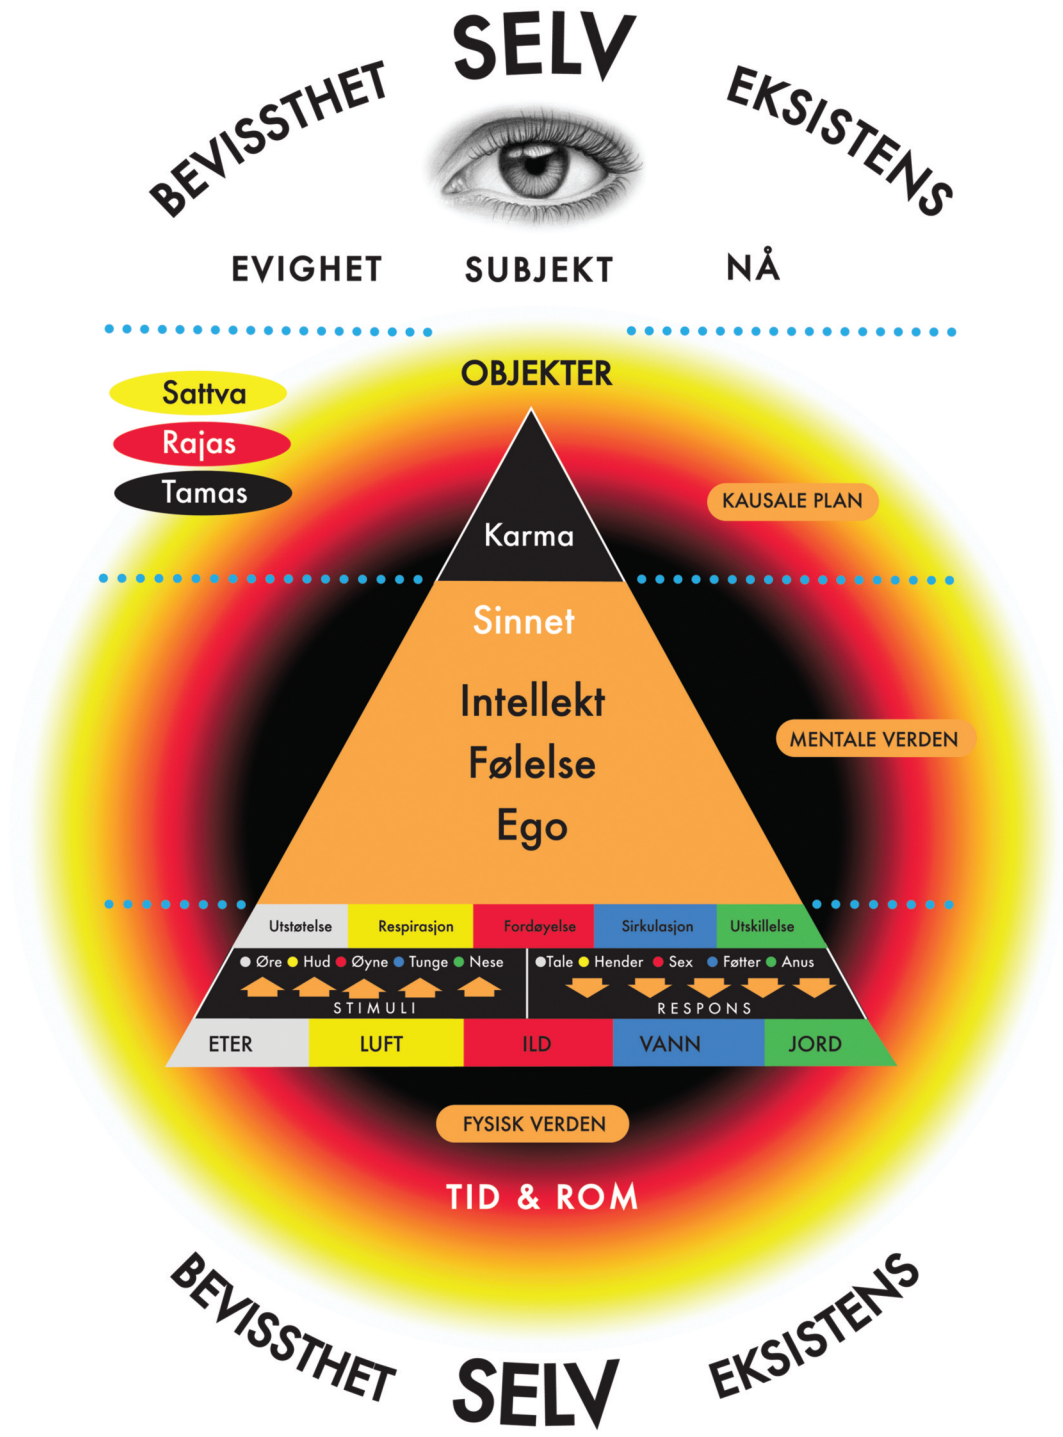 SELV
BEVISSTHET
EKSISTENS
EVIGHET SUBJEKT NÅ
OBJEKTER
Sattva
Rajas
Tamas
KAUSALE PLAN
Karma
Sinnet
Intellekt
Følelse
Ego
MENTALE VERDEN
Utstøtelse Respirasjon Fordøyelse Sirkulasjon Utskillelse
Øre Hud Øyne Tunge Nese Tale Hender Sex Føtter Anus
STIMULI RESPONS
ETER LUFT ILD VANN JORD
FYSISK VERDEN
TID & ROM
BEVISSTHET
SELV
EKSISTENS